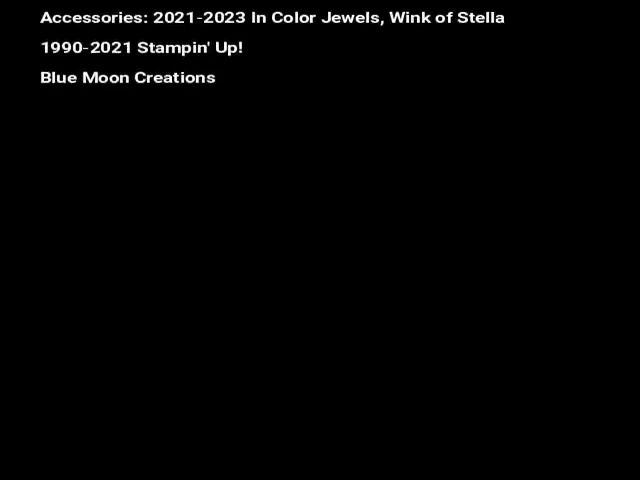 Accessories: 2021-2023 In Color Jewels, Wink of Stella
1990-2021 Stampin' Up!
Blue Moon Creations